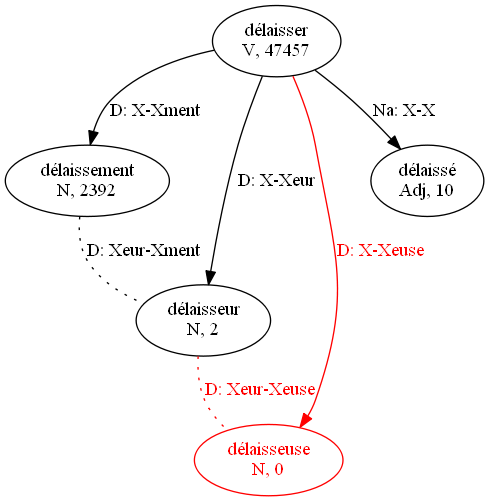 délaisser
V, 47457
D: X-Xment
Na: X-X
délaissement
N, 2392
D: X-Xeur
délaissé
Adj, 10
D: Xeur-Xment
D: X-Xeuse
délaisseur
N, 2
D: Xeur-Xeuse
délaisseuse
N, 0